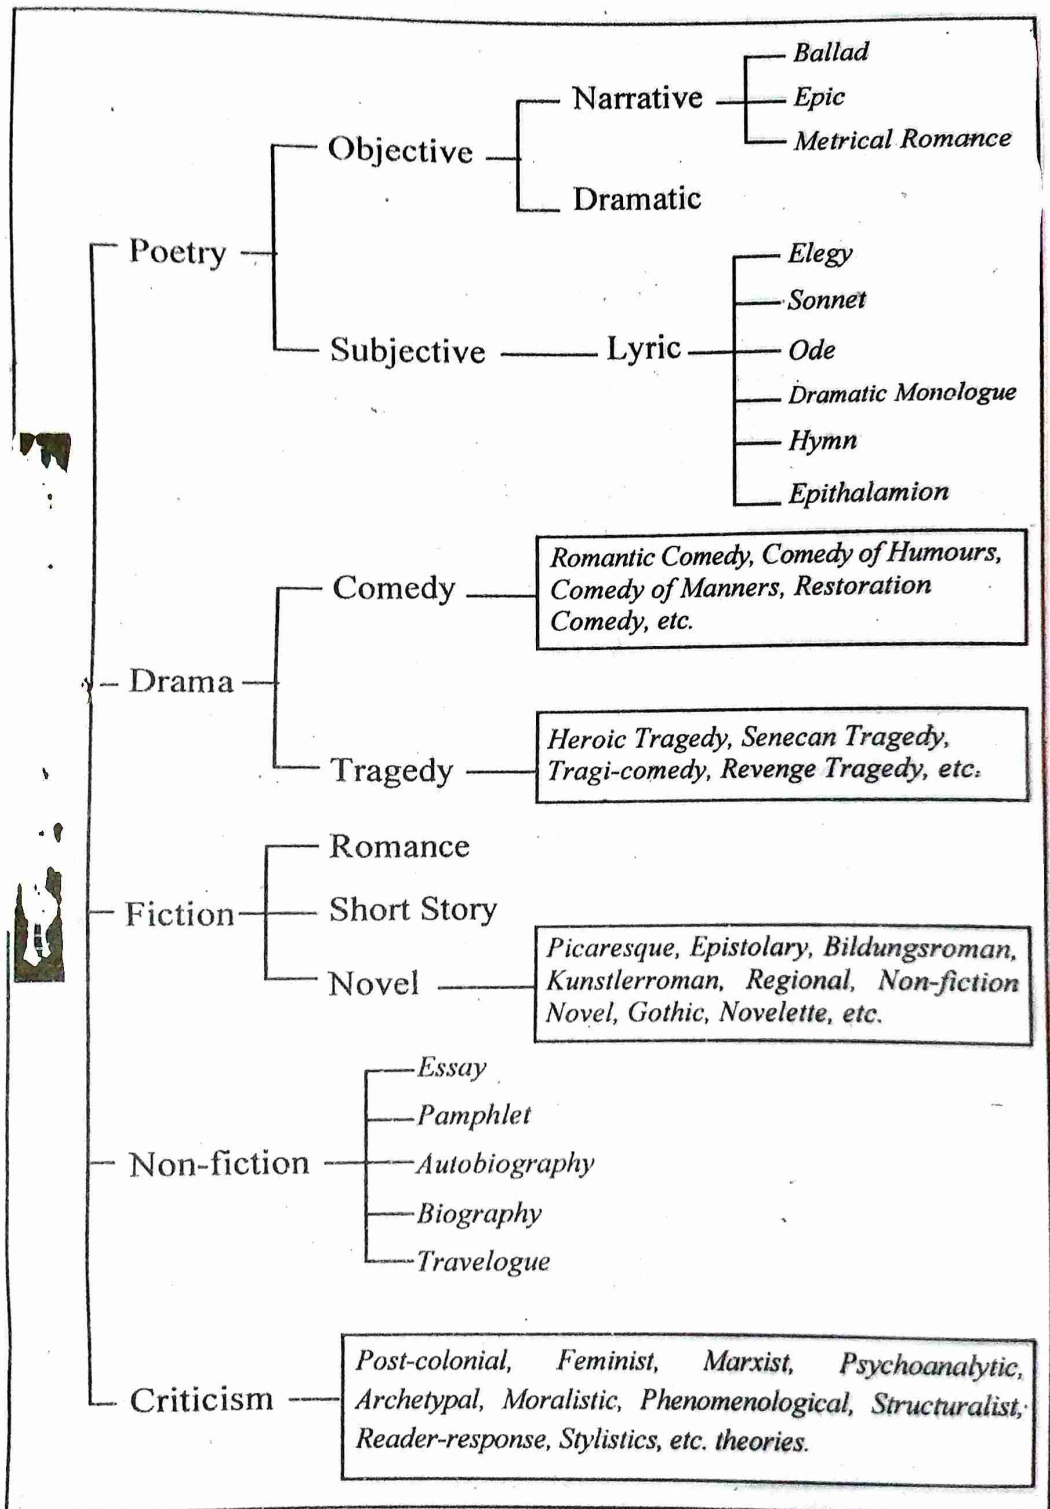 Ballad
Narrative
Epic
Metrical Romance
Objective
Dramatic
Poetry
Elegy
Sonnet
Subjective
Lyric
Ode
Dramatic Monologue
Hymn
Epithalamion
Comedy
Romantic Comedy, Comedy of Humours,
Comedy of Manners, Restoration
Comedy, etc.
Drama
Tragedy
Heroic Tragedy, Senecan Tragedy,
Tragi-comedy, Revenge Tragedy, etc.
Romance
Fiction
Short Story
Novel
Picaresque, Epistolary, Bildungsroman,
Kunstlerroman, Regional, Non-fiction
Novel, Gothic, Novelette, etc.
Essay
Pamphlet
Non-fiction
Autobiography
Biography
Travelogue
Criticism
Post-colonial, Feminist, Marxist, Psychoanalytic,
Archetypal, Moralistic, Phenomenological, Structuralist,
Reader-response, Stylistics, etc. theories.